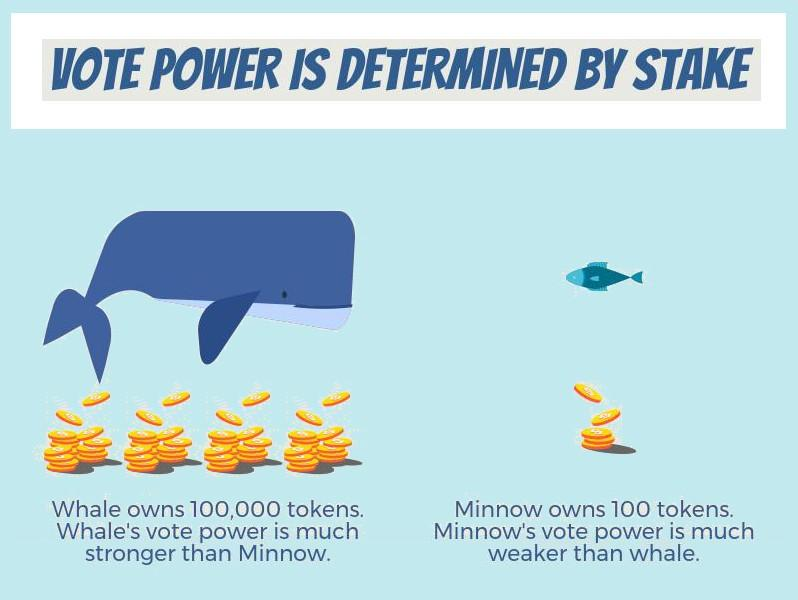 VOTE POWER IS DETERMINED BY STAKE
Whale owns 100,000 tokens.
Whale's vote power is much
stronger than Minnow.
Minnow owns 100 tokens.
Minnow's vote power is much
weaker than whale.